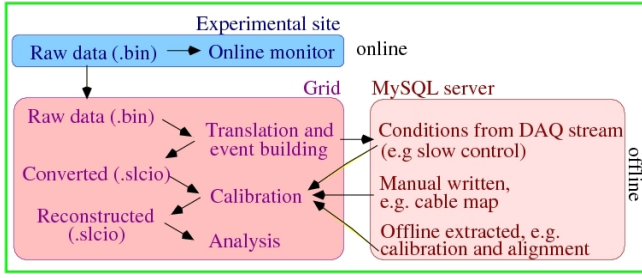 Experimental site
Raw data (.bin)
Online monitor
online
Grid
MySQL server
Raw data (.bin)
Translation and
event building
Conditions from DAQ stream
(e.g slow control)
Converted (.slcio)
Calibration
Manual written,
e.g. cable map
Reconstructed
(.slcio)
Analysis
Offline extracted, e.g.
calibration and alignment
offline